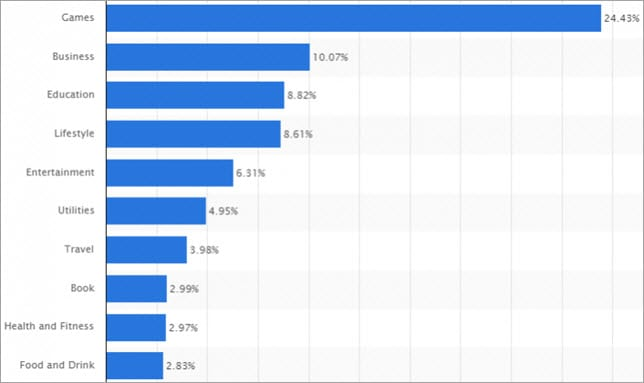 Games 24.43%
Business 10.07%
Education 8.82%
Lifestyle 8.61%
Entertainment 6.31%
Utilities 4.95%
Travel 3.98%
Book 2.99%
Health and Fitness 2.97%
Food and Drink 2.83%